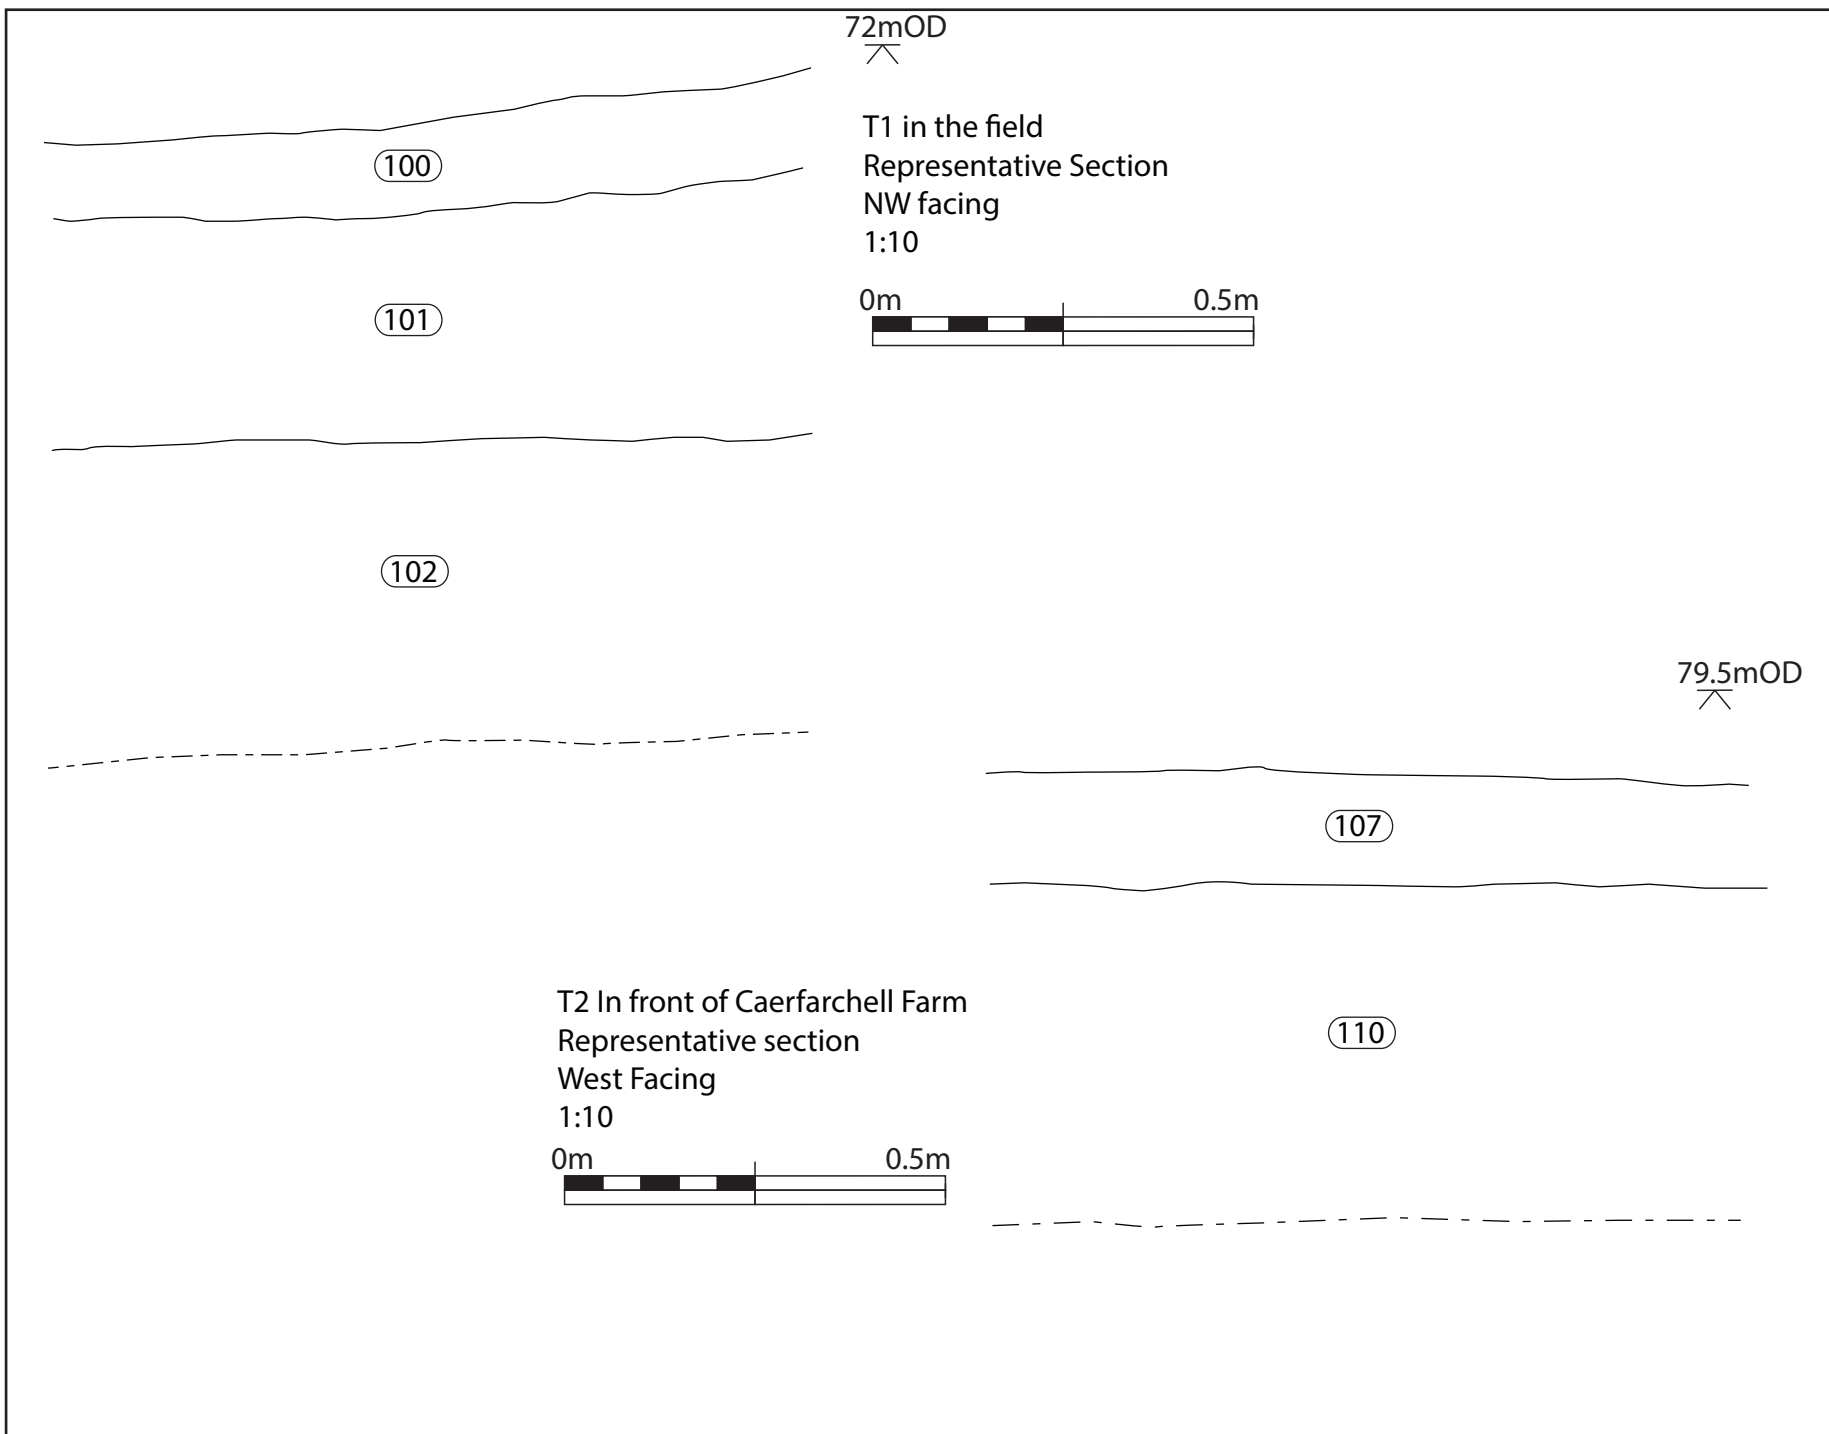 72mOD
T1 in the field
Representative Section
NW facing
1:10
0m 0.5m
100
101
102
79.5mOD
107
110
T2 In front of Caerfarchell Farm
Representative section
West Facing
1:10
0m 0.5m